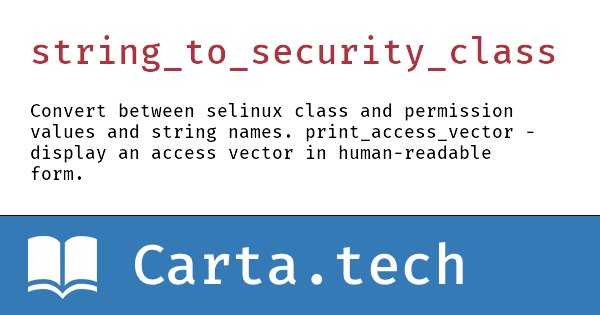 string_to_security_class
Convert between selinux class and permission
values and string names. print_access_vector -
display an access vector in human-readable
form.
Carta.tech